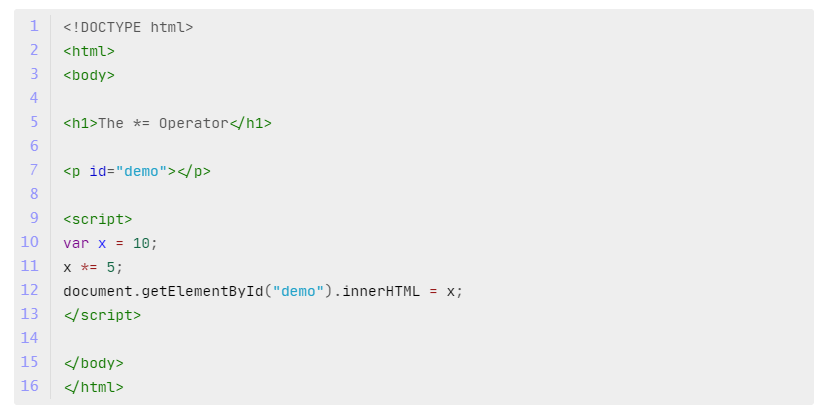 1 <!DOCTYPE html>
2 <html>
3 <body>
4
5 <h1>The *= Operator</h1>
6
7 <p id="demo"></p>
8
9 <script>
10 var x = 10;
11 x *= 5;
12 document.getElementById("demo").innerHTML = x;
13 </script>
14
15 </body>
16 </html>